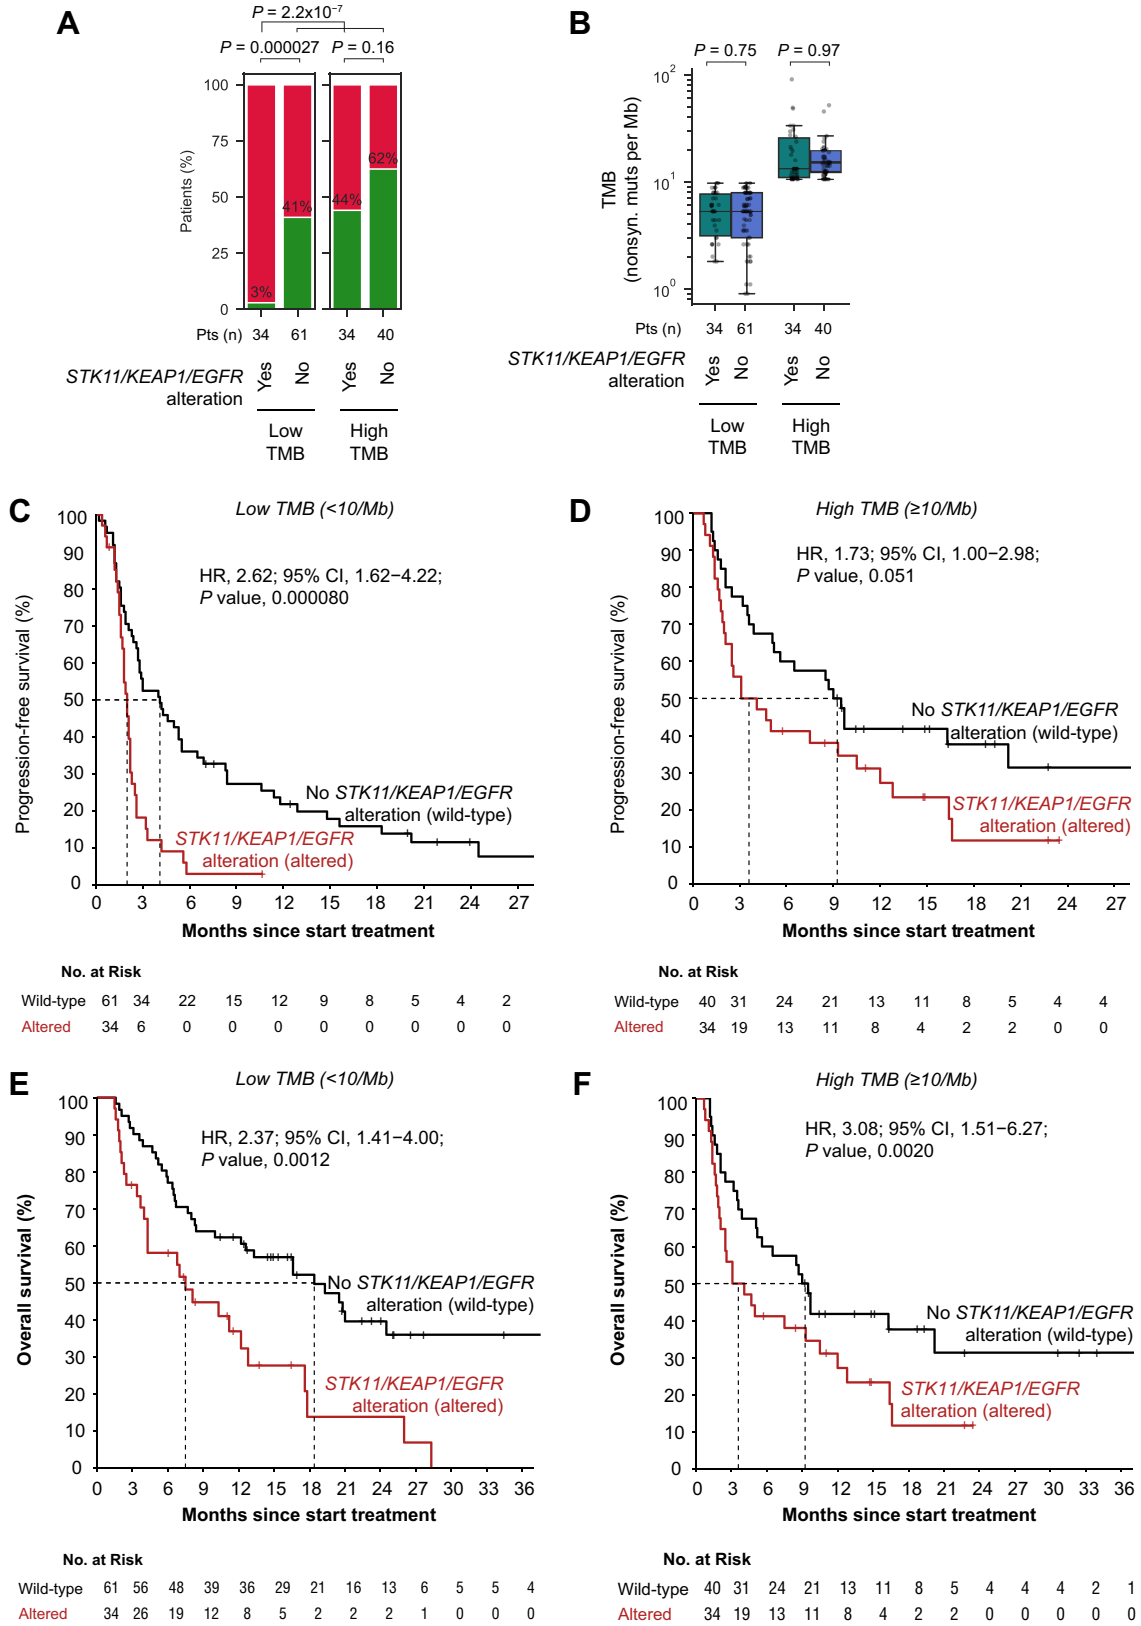 A
P = 2.2x10⁻⁷
P = 0.000027
P = 0.16
100
75
50
25
0
Patients (%)
3%
41%
44%
62%
Pts (n)
34
61
34
40
STK11/KEAP1/EGFR
alteration
Yes
No
Yes
No
Low
TMB
High
TMB
B
P = 0.75
P = 0.97
10²
10¹
10⁰
TMB
(nonsyn. muts per Mb)
Pts (n)
34
61
34
40
STK11/KEAP1/EGFR
alteration
Yes
No
Yes
No
Low
TMB
High
TMB
C
Low TMB (<10/Mb)
HR, 2.62; 95% CI, 1.62–4.22;
P value, 0.000080
Progression-free survival (%)
100
90
80
70
60
50
40
30
20
10
0
No STK11/KEAP1/EGFR
alteration (wild-type)
STK11/KEAP1/EGFR
alteration (altered)
0 3 6 9 12 15 18 21 24 27
Months since start treatment
No. at Risk
Wild-type 61 34 22 15 12 9 8 5 4 2
Altered 34 6 0 0 0 0 0 0 0 0
D
High TMB (≥10/Mb)
HR, 1.73; 95% CI, 1.00–2.98;
P value, 0.051
Progression-free survival (%)
100
90
80
70
60
50
40
30
20
10
0
No STK11/KEAP1/EGFR
alteration (wild-type)
STK11/KEAP1/EGFR
alteration (altered)
0 3 6 9 12 15 18 21 24 28
Months since start treatment
No. at Risk
Wild-type 40 31 24 21 13 11 8 5 4 4
Altered 34 19 13 11 8 4 2 2 0 0
E
Low TMB (<10/Mb)
HR, 2.37; 95% CI, 1.41–4.00;
P value, 0.0012
Overall survival (%)
100
90
80
70
60
50
40
30
20
10
0
No STK11/KEAP1/EGFR
alteration (wild-type)
STK11/KEAP1/EGFR
alteration (altered)
0 3 6 9 12 15 18 21 24 27 30 33 36
Months since start treatment
No. at Risk
Wild-type 61 56 48 39 36 29 21 16 13 6 5 5 4
Altered 34 26 19 12 8 5 2 2 2 1 0 0 0
F
High TMB (≥10/Mb)
HR, 3.08; 95% CI, 1.51–6.27;
P value, 0.0020
Overall survival (%)
100
90
80
70
60
50
40
30
20
10
0
No STK11/KEAP1/EGFR
alteration (wild-type)
STK11/KEAP1/EGFR
alteration (altered)
0 3 6 9 12 15 18 21 24 27 30 33 36
Months since start treatment
No. at Risk
Wild-type 40 31 24 21 13 11 8 5 4 4 4 2 1
Altered 34 19 13 11 8 4 2 2 0 0 0 0 0